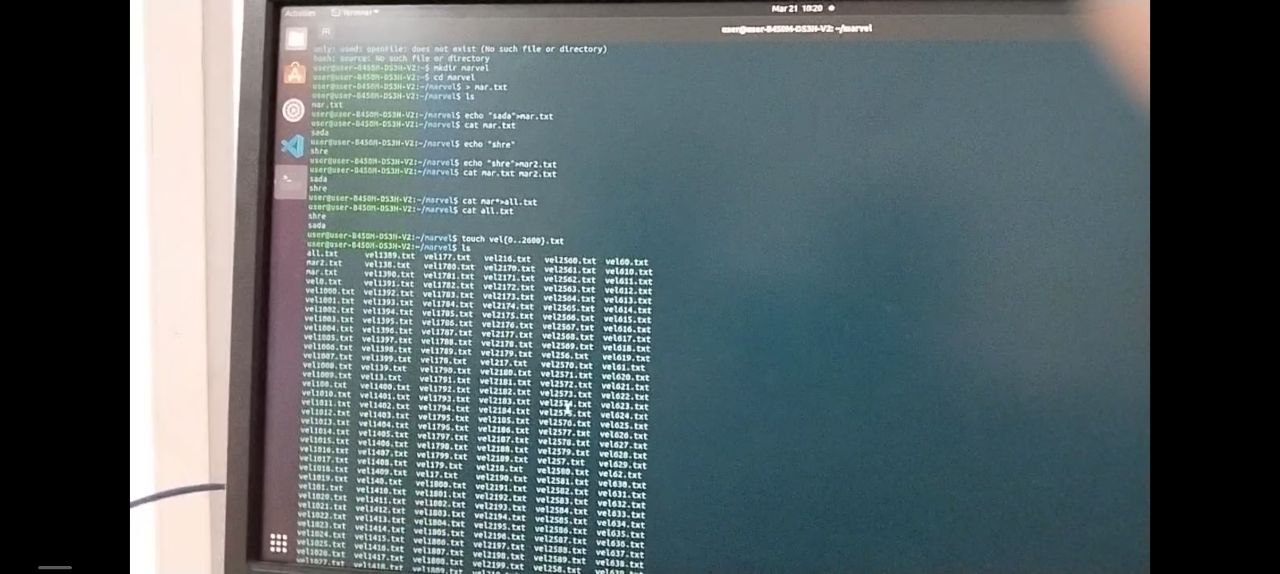 Activities Terminal
Mar 21 18:20
user@user-B450M-DS3H-V2: ~/marvel
only: used: openfile: does not exist (No such file or directory)
bash: source: No such file or directory
user@user-B450M-DS3H-V2:~$ mkdir marvel
user@user-B450M-DS3H-V2:~$ cd marvel
user@user-B450M-DS3H-V2:~/marvel$ > mar.txt
user@user-B450M-DS3H-V2:~/marvel$ ls
mar.txt
user@user-B450M-DS3H-V2:~/marvel$ echo "sada">mar.txt
user@user-B450M-DS3H-V2:~/marvel$ cat mar.txt
sada
user@user-B450M-DS3H-V2:~/marvel$ echo "shre"
shre
user@user-B450M-DS3H-V2:~/marvel$ echo "shre">mar2.txt
user@user-B450M-DS3H-V2:~/marvel$ cat mar.txt mar2.txt
sada
shre
user@user-B450M-DS3H-V2:~/marvel$ cat mar*>all.txt
user@user-B450M-DS3H-V2:~/marvel$ cat all.txt
shre
sada
user@user-B450M-DS3H-V2:~/marvel$ touch vel{0..2600}.txt
user@user-B450M-DS3H-V2:~/marvel$ ls
all.txt vel1389.txt vel177.txt vel216.txt vel2560.txt vel60.txt
mar2.txt vel138.txt vel1780.txt vel2170.txt vel2561.txt vel610.txt
mar.txt vel1390.txt vel1781.txt vel2171.txt vel2562.txt vel611.txt
vel0.txt vel1391.txt vel1782.txt vel2172.txt vel2563.txt vel612.txt
vel1000.txt vel1392.txt vel1783.txt vel2173.txt vel2564.txt vel613.txt
vel1001.txt vel1393.txt vel1784.txt vel2174.txt vel2565.txt vel614.txt
vel1002.txt vel1394.txt vel1785.txt vel2175.txt vel2566.txt vel615.txt
vel1003.txt vel1395.txt vel1786.txt vel2176.txt vel2567.txt vel616.txt
vel1004.txt vel1396.txt vel1787.txt vel2177.txt vel2568.txt vel617.txt
vel1005.txt vel1397.txt vel1788.txt vel2178.txt vel2569.txt vel618.txt
vel1006.txt vel1398.txt vel1789.txt vel2179.txt vel256.txt vel619.txt
vel1007.txt vel1399.txt vel178.txt vel217.txt vel2570.txt vel61.txt
vel1008.txt vel139.txt vel1790.txt vel2180.txt vel2571.txt vel620.txt
vel1009.txt vel13.txt vel1791.txt vel2181.txt vel2572.txt vel621.txt
vel100.txt vel1400.txt vel1792.txt vel2182.txt vel2573.txt vel622.txt
vel1010.txt vel1401.txt vel1793.txt vel2183.txt vel623.txt
vel1011.txt vel1402.txt vel1794.txt vel2184.txt vel624.txt
vel1012.txt vel1403.txt vel1795.txt vel2185.txt vel2576.txt vel625.txt
vel1013.txt vel1404.txt vel1796.txt vel2186.txt vel2577.txt vel626.txt
vel1014.txt vel1405.txt vel1797.txt vel2187.txt vel2578.txt vel627.txt
vel1015.txt vel1406.txt vel1798.txt vel2188.txt vel2579.txt vel628.txt
vel1016.txt vel1407.txt vel1799.txt vel2189.txt vel257.txt vel629.txt
vel1017.txt vel1408.txt vel179.txt vel218.txt vel2580.txt vel62.txt
vel1018.txt vel1409.txt vel17.txt vel2190.txt vel2581.txt vel630.txt
vel1019.txt vel140.txt vel1800.txt vel2191.txt vel2582.txt vel631.txt
vel101.txt vel1410.txt vel1801.txt vel2192.txt vel2583.txt vel632.txt
vel1020.txt vel1411.txt vel1802.txt vel2193.txt vel2584.txt vel633.txt
vel1021.txt vel1412.txt vel1803.txt vel2194.txt vel2585.txt vel634.txt
vel1022.txt vel1413.txt vel1804.txt vel2195.txt vel2586.txt vel635.txt
vel1023.txt vel1414.txt vel1805.txt vel2196.txt vel2587.txt vel636.txt
vel1024.txt vel1415.txt vel1806.txt vel2197.txt vel2588.txt vel637.txt
vel1025.txt vel1416.txt vel1807.txt vel2198.txt vel2589.txt vel638.txt
vel1026.txt vel1417.txt vel1808.txt vel2199.txt vel258.txt